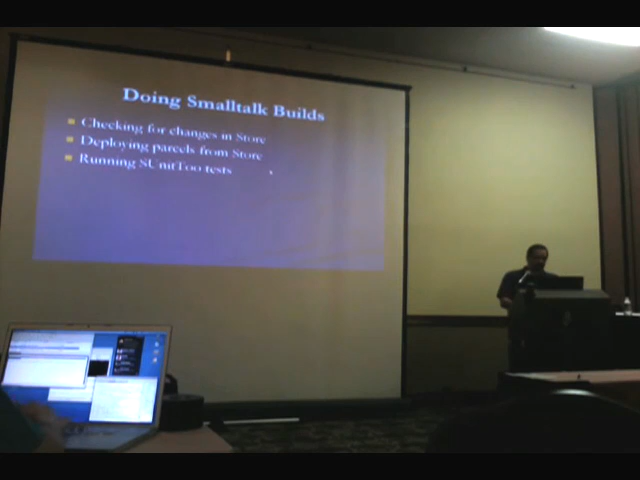 Doing Smalltalk Builds
Checking for changes in Store
Deploying parcels from Store
Running SUnitToo tests